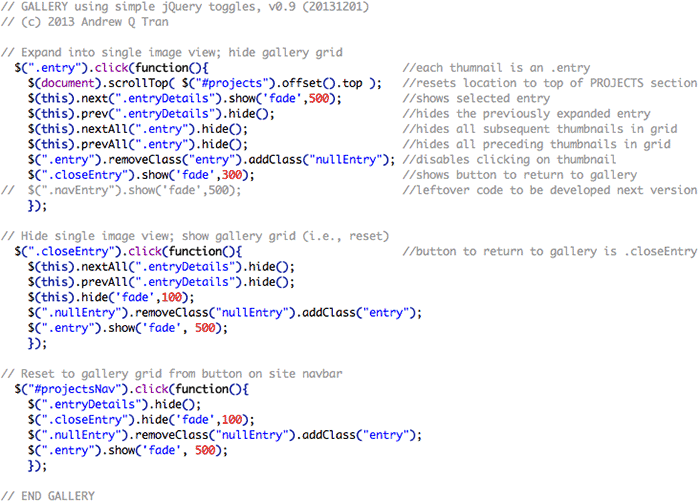 // GALLERY using simple jQuery toggles, v0.9 (20131201)
// (c) 2013 Andrew Q Tran

// Expand into single image view; hide gallery grid
  $(".entry").click(function(){                              //each thumnail is an .entry
    $(document).scrollTop( $("#projects").offset().top );   //resets location to top of PROJECTS section
    $(this).next(".entryDetails").show('fade',500);         //shows selected entry
    $(this).prev(".entryDetails").hide();                   //hides the previously expanded entry
    $(this).nextAll(".entry").hide();                       //hides all subsequent thumbnails in grid
    $(this).prevAll(".entry").hide();                       //hides all preceding thumbnails in grid
    $(".entry").removeClass("entry").addClass("nullEntry"); //disables clicking on thumbnail
    $(".closeEntry").show('fade',300);                      //shows button to return to gallery
//  $(".navEntry").show('fade',500);                        //leftover code to be developed next version
    });

// Hide single image view; show gallery grid (i.e., reset)
  $(".closeEntry").click(function(){                        //button to return to gallery is .closeEntry
    $(this).nextAll(".entryDetails").hide();
    $(this).prevAll(".entryDetails").hide();
    $(this).hide('fade',100);
    $(".nullEntry").removeClass("nullEntry").addClass("entry");
    $(".entry").show('fade', 500);
    });

// Reset to gallery grid from button on site navbar
  $("#projectsNav").click(function(){
    $(".entryDetails").hide();
    $(".closeEntry").hide('fade',100);
    $(".nullEntry").removeClass("nullEntry").addClass("entry");
    $(".entry").show('fade', 500);
    });

// END GALLERY